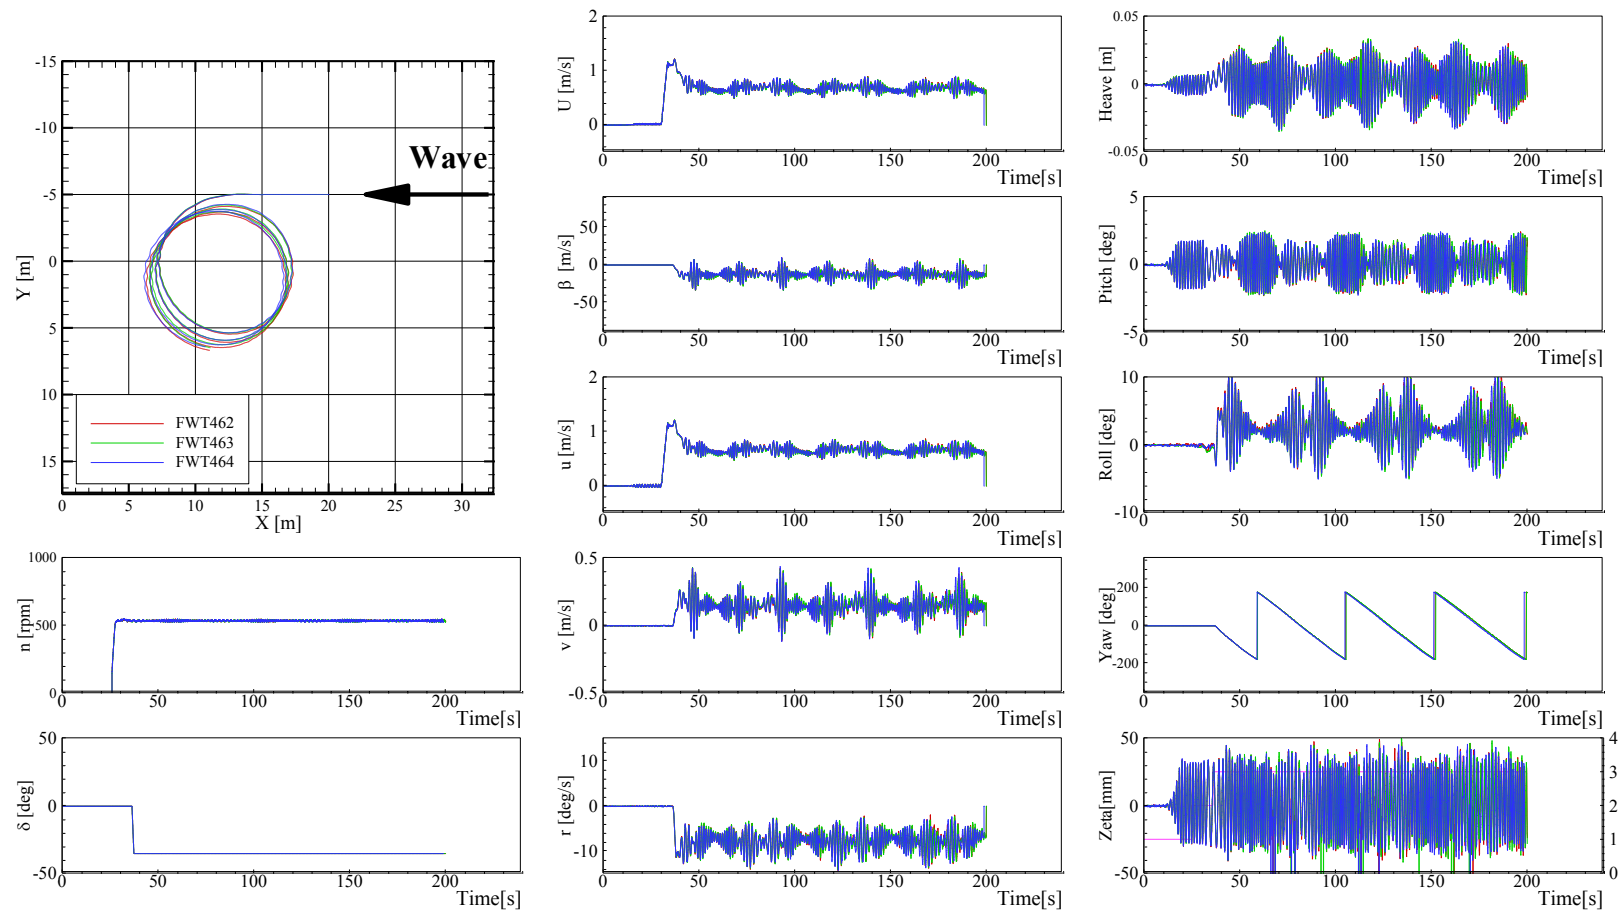 -15
-10
-5
0
5
10
15
Y [m]
0 5 10 15 20 25 30
X [m]
Wave
FWT462
FWT463
FWT464
2
1
0
U [m/s]
0 50 100 150 200
Time[s]
0.05
0
-0.05
Heave [m]
0 50 100 150 200
Time[s]
50
0
-50
β [m/s]
0 50 100 150 200
Time[s]
5
0
-5
Pitch [deg]
0 50 100 150 200
Time[s]
2
1
0
u [m/s]
0 50 100 150 200
Time[s]
10
0
-10
Roll [deg]
0 50 100 150 200
Time[s]
1000
500
0
n [rpm]
0 50 100 150 200
Time[s]
0.5
0
-0.5
v [m/s]
0 50 100 150 200
Time[s]
200
0
-200
Yaw [deg]
0 50 100 150 200
Time[s]
50
0
-50
δ [deg]
0 50 100 150 200
Time[s]
10
0
-10
r [deg/s]
0 50 100 150 200
Time[s]
50
0
-50
Zeta[mm]
4
3
2
1
0
0 50 100 150 200
Time[s]